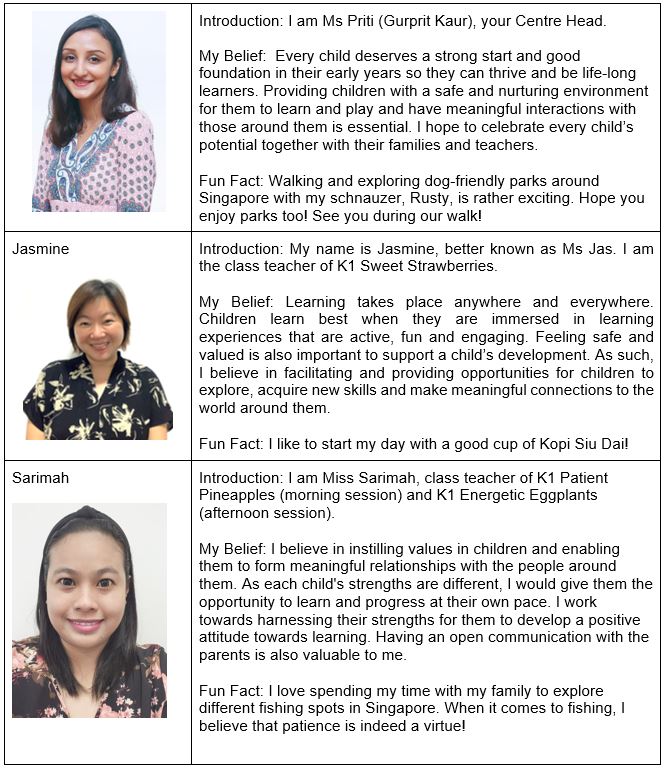 Introduction: I am Ms Priti (Gurprit Kaur), your Centre Head.
My Belief:  Every child deserves a strong start and good
foundation in their early years so they can thrive and be life-long
learners. Providing children with a safe and nurturing environment
for them to learn and play and have meaningful interactions with
those around them is essential. I hope to celebrate every child’s
potential together with their families and teachers.
Fun Fact: Walking and exploring dog-friendly parks around
Singapore with my schnauzer, Rusty, is rather exciting. Hope you
enjoy parks too! See you during our walk!
Jasmine
Introduction: My name is Jasmine, better known as Ms Jas. I am
the class teacher of K1 Sweet Strawberries.
My Belief: Learning takes place anywhere and everywhere.
Children learn best when they are immersed in learning
experiences that are active, fun and engaging. Feeling safe and
valued is also important to support a child’s development. As such,
I believe in facilitating and providing opportunities for children to
explore, acquire new skills and make meaningful connections to the
world around them.
Fun Fact: I like to start my day with a good cup of Kopi Siu Dai!
Sarimah
Introduction: I am Miss Sarimah, class teacher of K1 Patient
Pineapples (morning session) and K1 Energetic Eggplants
(afternoon session).
My Belief: I believe in instilling values in children and enabling
them to form meaningful relationships with the people around
them. As each child's strengths are different, I would give them the
opportunity to learn and progress at their own pace. I work
towards harnessing their strengths for them to develop a positive
attitude towards learning. Having an open communication with the
parents is also valuable to me.
Fun Fact: I love spending my time with my family to explore
different fishing spots in Singapore. When it comes to fishing, I
believe that patience is indeed a virtue!